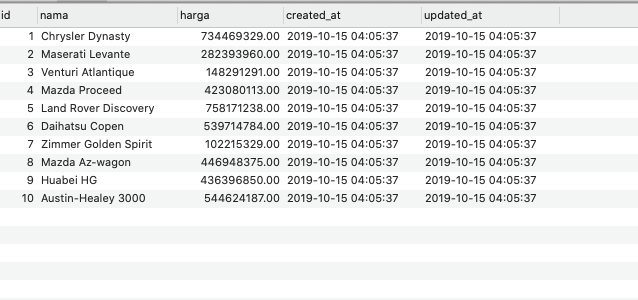 id nama harga created_at updated_at
1 Chrysler Dynasty 734469329.00 2019-10-15 04:05:37 2019-10-15 04:05:37
2 Maserati Levante 282393960.00 2019-10-15 04:05:37 2019-10-15 04:05:37
3 Venturi Atlantique 148291291.00 2019-10-15 04:05:37 2019-10-15 04:05:37
4 Mazda Proceed 423080113.00 2019-10-15 04:05:37 2019-10-15 04:05:37
5 Land Rover Discovery 758171238.00 2019-10-15 04:05:37 2019-10-15 04:05:37
6 Daihatsu Copen 539714784.00 2019-10-15 04:05:37 2019-10-15 04:05:37
7 Zimmer Golden Spirit 102215329.00 2019-10-15 04:05:37 2019-10-15 04:05:37
8 Mazda Az-wagon 446948375.00 2019-10-15 04:05:37 2019-10-15 04:05:37
9 Huabei HG 436396850.00 2019-10-15 04:05:37 2019-10-15 04:05:37
10 Austin-Healey 3000 544624187.00 2019-10-15 04:05:37 2019-10-15 04:05:37